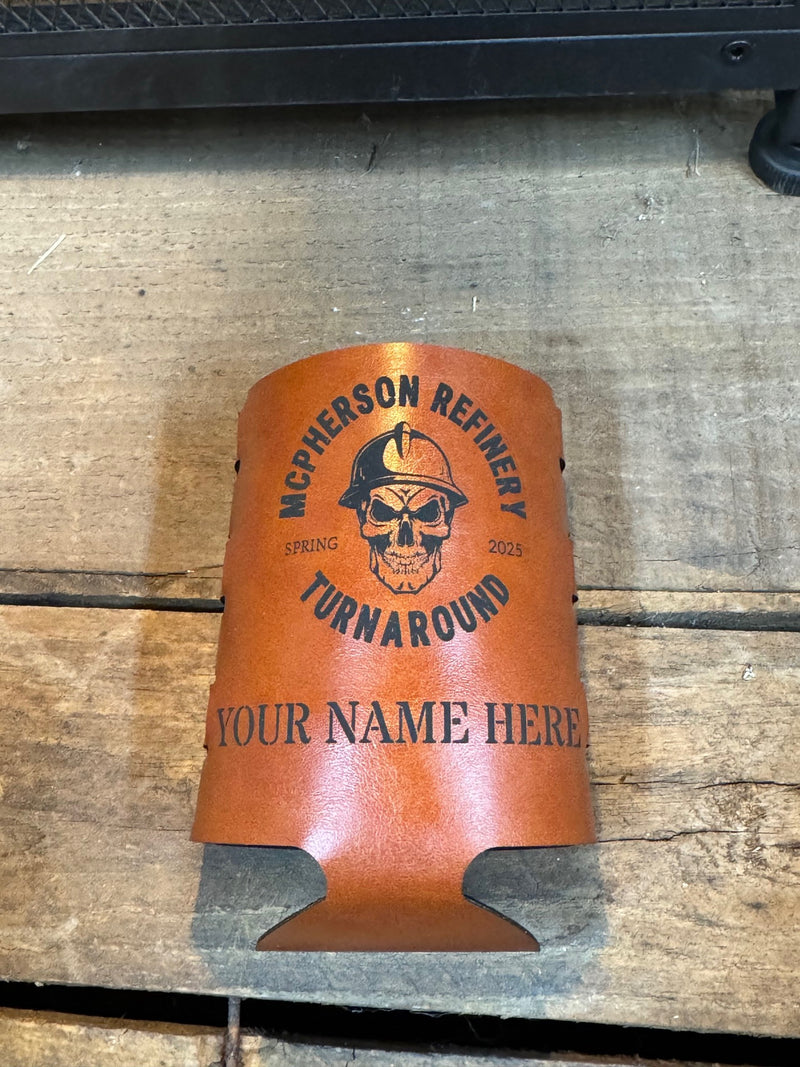 MCPHERSON REFINERY
SPRING 2025
TURNAROUND
YOUR NAME HERE